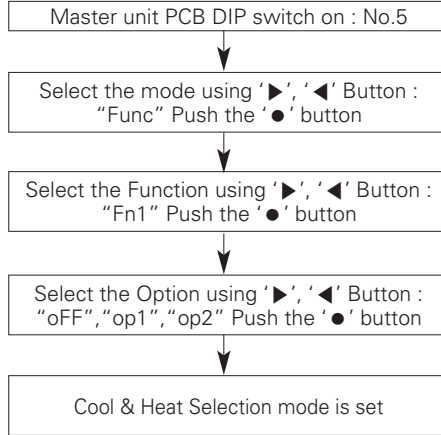 Master unit PCB DIP switch on : No.5
Select the mode using ‘▶’, ‘◀’ Button :
“Func” Push the ‘●’ button
Select the Function using ‘▶’, ‘◀’ Button :
“Fn1” Push the ‘●’ button
Select the Option using ‘▶’, ‘◀’ Button :
“oFF”,“op1”,“op2” Push the ‘●’ button
Cool & Heat Selection mode is set